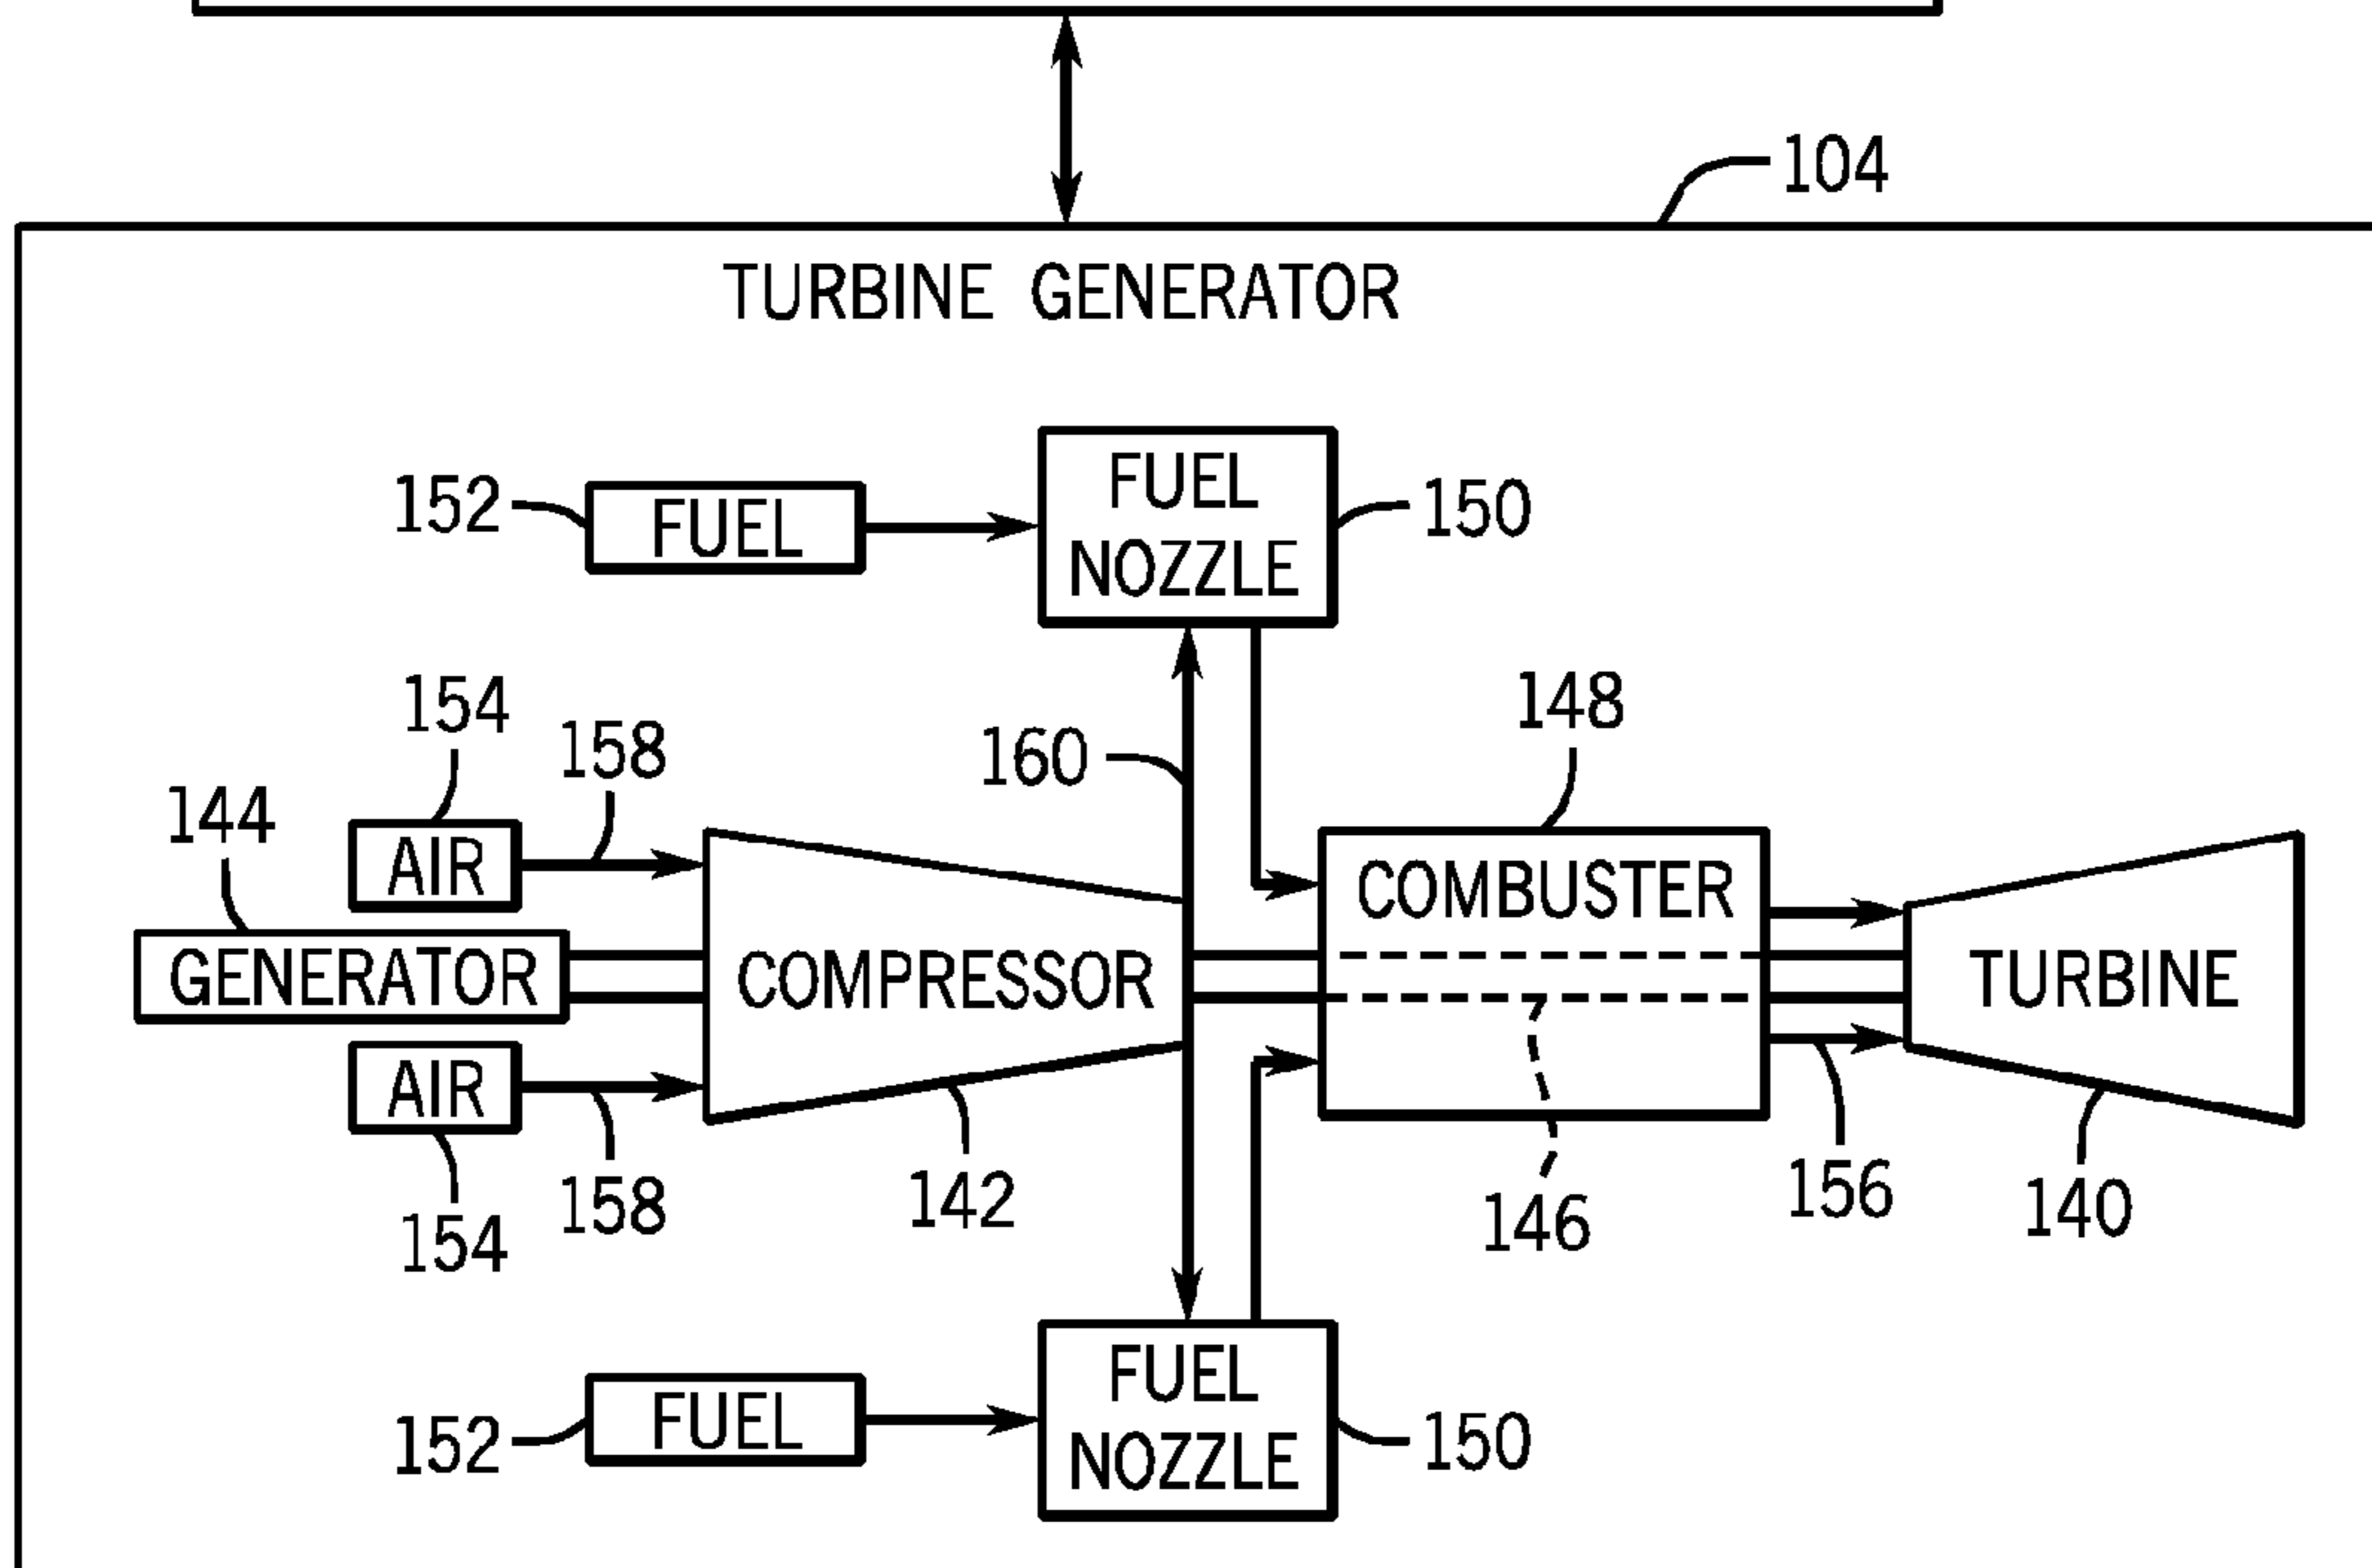 104
TURBINE GENERATOR
152
FUEL
FUEL
NOZZLE
150
154
158
160
148
144
AIR
COMBUSTER
GENERATOR
COMPRESSOR
TURBINE
AIR
154
158
142
146
156
140
152
FUEL
FUEL
NOZZLE
150